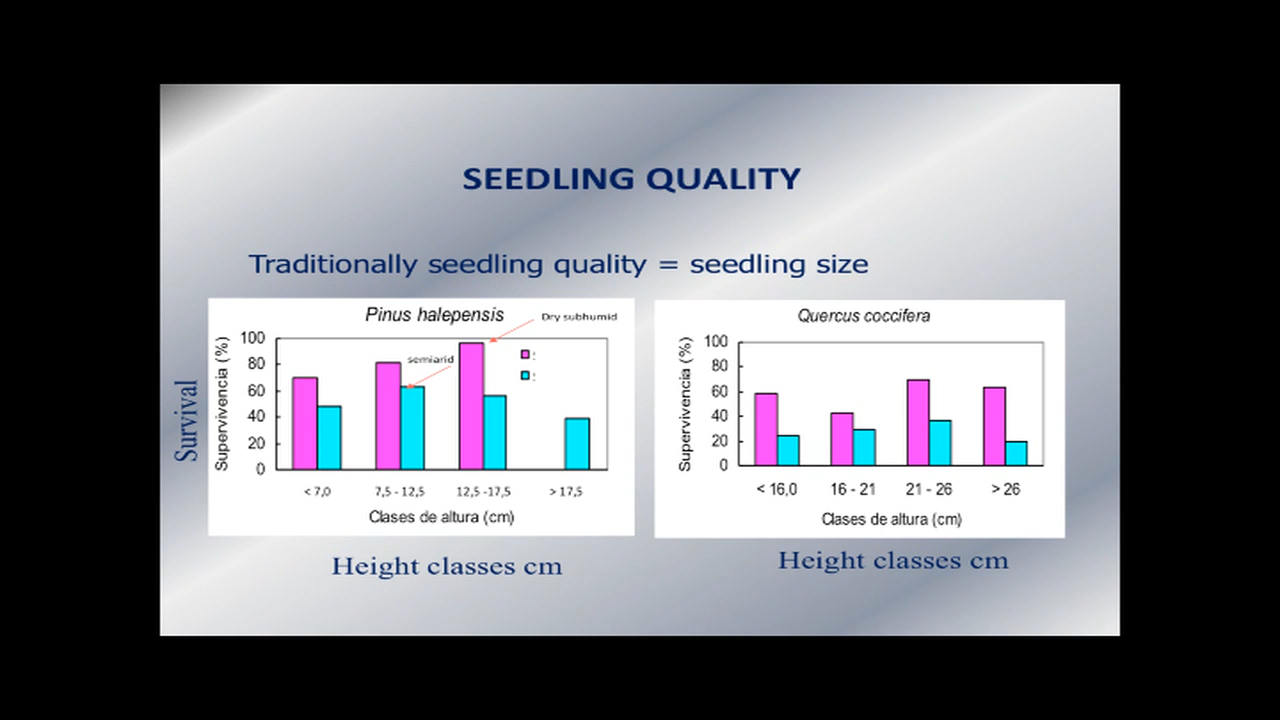 SEEDLING QUALITY
Traditionally seedling quality = seedling size
Survival
Pinus halepensis
Dry subhumid
semiarid
Supervivencia (%)
100
80
60
40
20
0
< 7,0 7,5 - 12,5 12,5 -17,5 > 17,5
Clases de altura (cm)
Height classes cm
Quercus coccifera
Supervivencia (%)
100
80
60
40
20
0
< 16,0 16 - 21 21 - 26 > 26
Clases de altura (cm)
Height classes cm